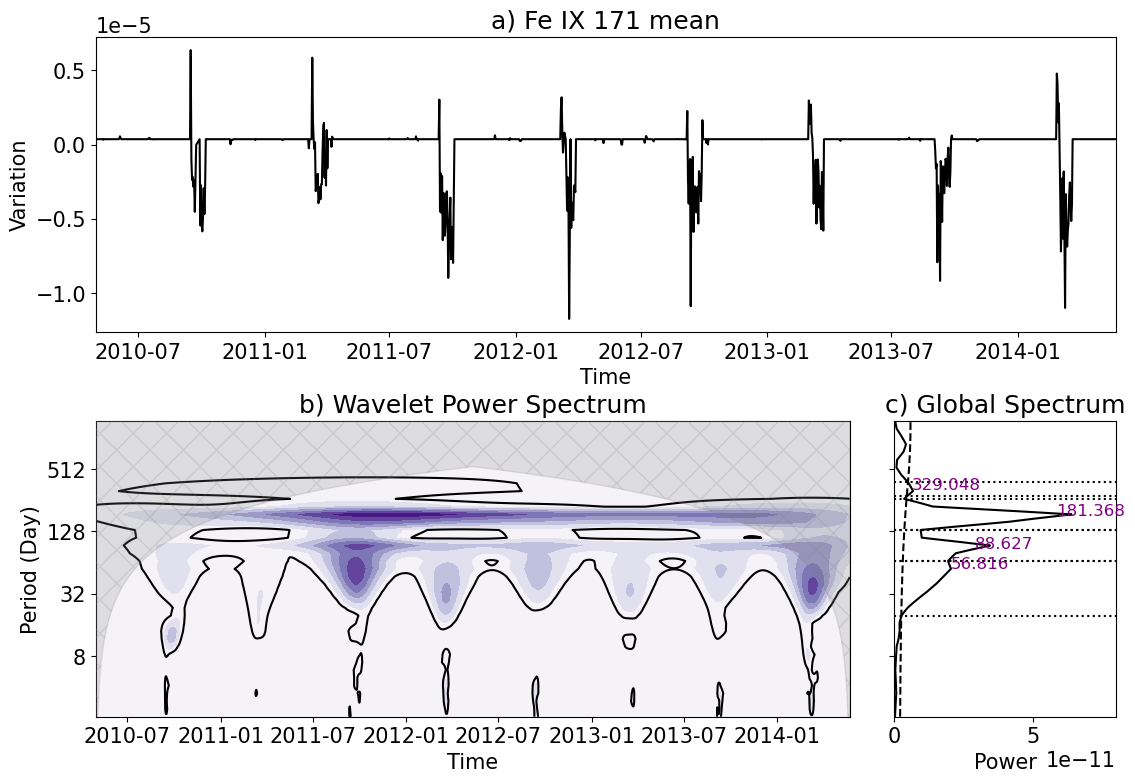 a) Fe IX 171 mean
1e−5
0.5
0.0
−0.5
−1.0
Variation
2010-07 2011-01 2011-07 2012-01 2012-07 2013-01 2013-07 2014-01
Time
b) Wavelet Power Spectrum
512
128
32
8
Period (Day)
2010-07 2011-01 2011-07 2012-01 2012-07 2013-01 2013-07 2014-01
Time
c) Global Spectrum
329.048
181.368
88.627
56.816
0 5
Power 1e−11